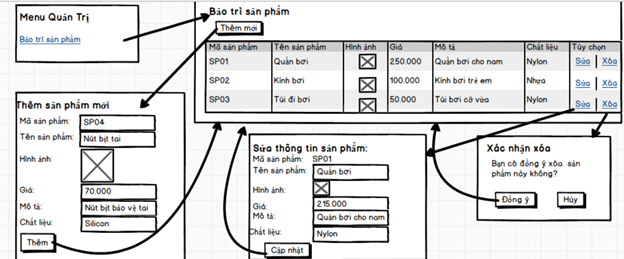 Menu Quản Trị
Bảo trì sản phẩm
Bảo trì sản phẩm
Thêm mới
Mã sản phẩm Tên sản phẩm Hình ảnh Giá Mô tả Chất liệu Tùy chọn
SP01 Quần bơi 250.000 Quần bơi cho nam Nylon Sửa Xóa
SP02 Kính bơi 100.000 Kính bơi trẻ em Nhựa Sửa Xóa
SP03 Túi đi bơi 50.000 Túi bơi cỡ vừa Nylon Sửa Xóa
Thêm sản phẩm mới
Mã sản phẩm: SP04
Tên sản phẩm: Nút bịt tai
Hình ảnh:
Giá: 70.000
Mô tả: Nút bịt bảo vệ tai
Chất liệu: Silicon
Thêm
Sửa thông tin sản phẩm:
Mã sản phẩm: SP01
Tên sản phẩm: Quần bơi
Hình ảnh:
Giá: 215.000
Mô tả: Quần bơi cho nam
Chất liệu: Nylon
Cập nhật
Xác nhận xóa
Bạn có đồng ý xóa sản
phẩm này không?
Đồng ý Hủy